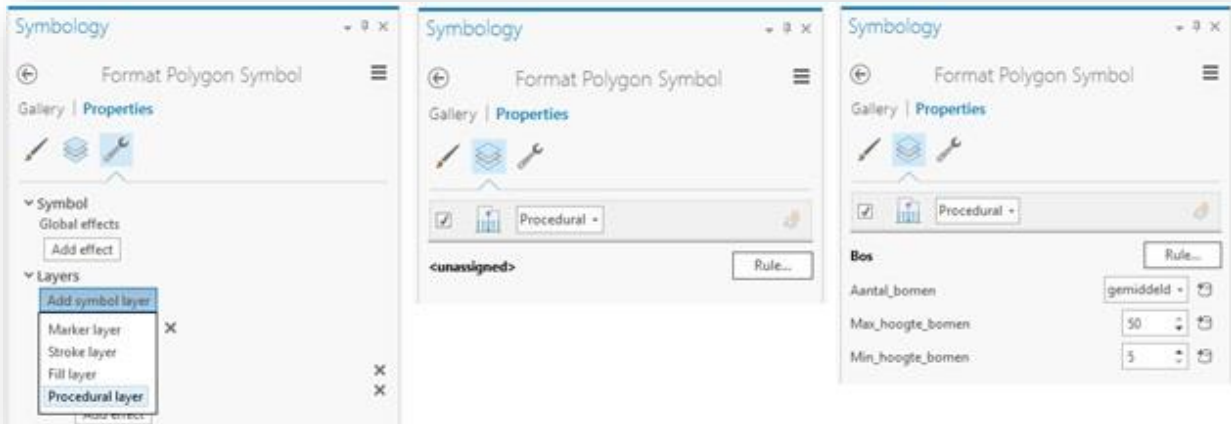 Symbology
Format Polygon Symbol
Gallery | Properties
Symbol
Global effects
Add effect
Layers
Add symbol layer
Marker layer
Stroke layer
Fill layer
Procedural layer
Add effect
Symbology
Format Polygon Symbol
Gallery | Properties
Procedural
<unassigned>
Rule...
Symbology
Format Polygon Symbol
Gallery | Properties
Procedural
Bos
Rule...
Aantal_bomen
gemiddeld
Max_hoogte_bomen
50
Min_hoogte_bomen
5